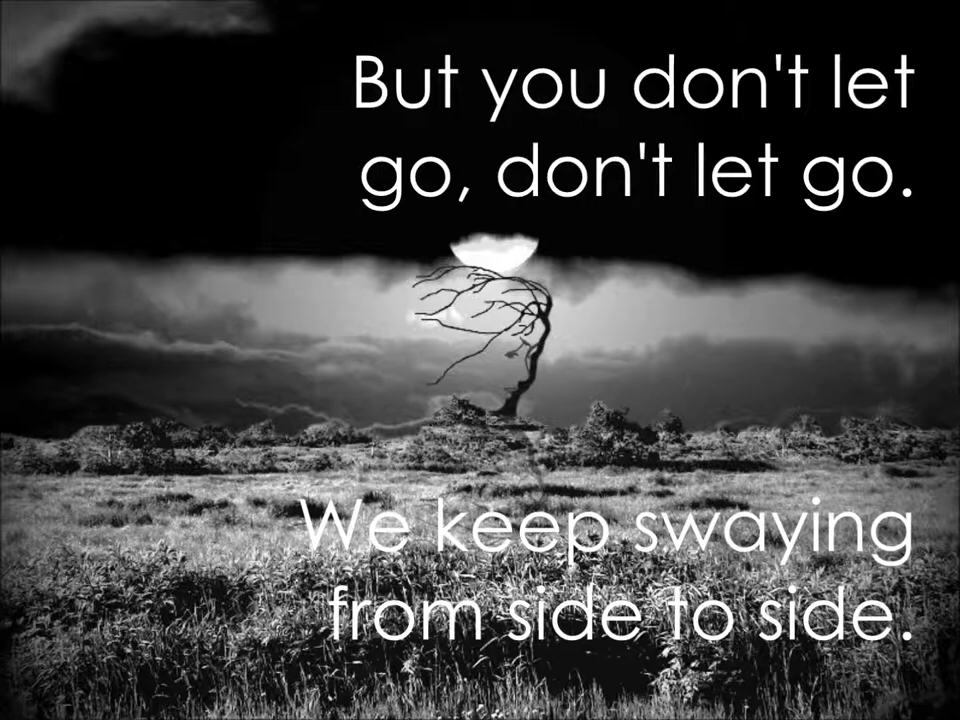 But you don't let
go, don't let go.
We keep swaying
from side to side.